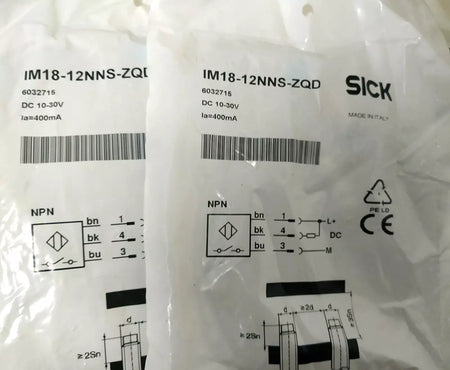 IM18-12NNS-ZQD
6032715
DC 10-30V
Ia=400mA
NPN
bn 1
bk 4
bu 3
≥2Sn
d
IM18-12NNS-ZQD
6032715
DC 10-30V
Ia=400mA
SICK
MADE IN ITALY
PE LD
CE
NPN
bn 1 L+
bk 4 DC
bu 3 M
d ≥2d d
≥2Sn